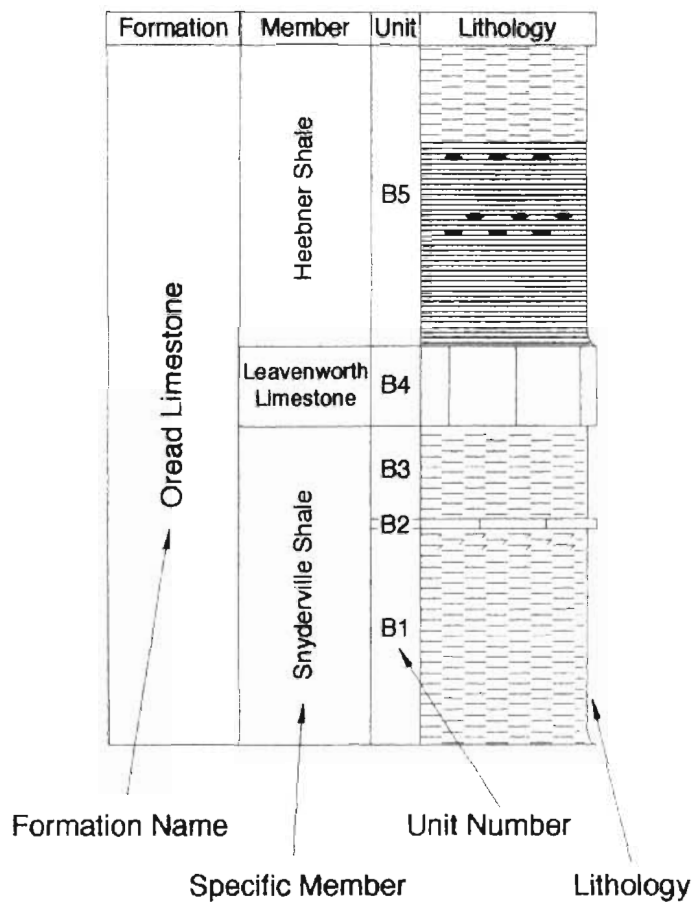 Formation Member Unit Lithology
Oread Limestone
Heebner Shale
B5
Leavenworth
Limestone
B4
Snyderville Shale
B3
B2
B1
Formation Name
Unit Number
Specific Member
Lithology